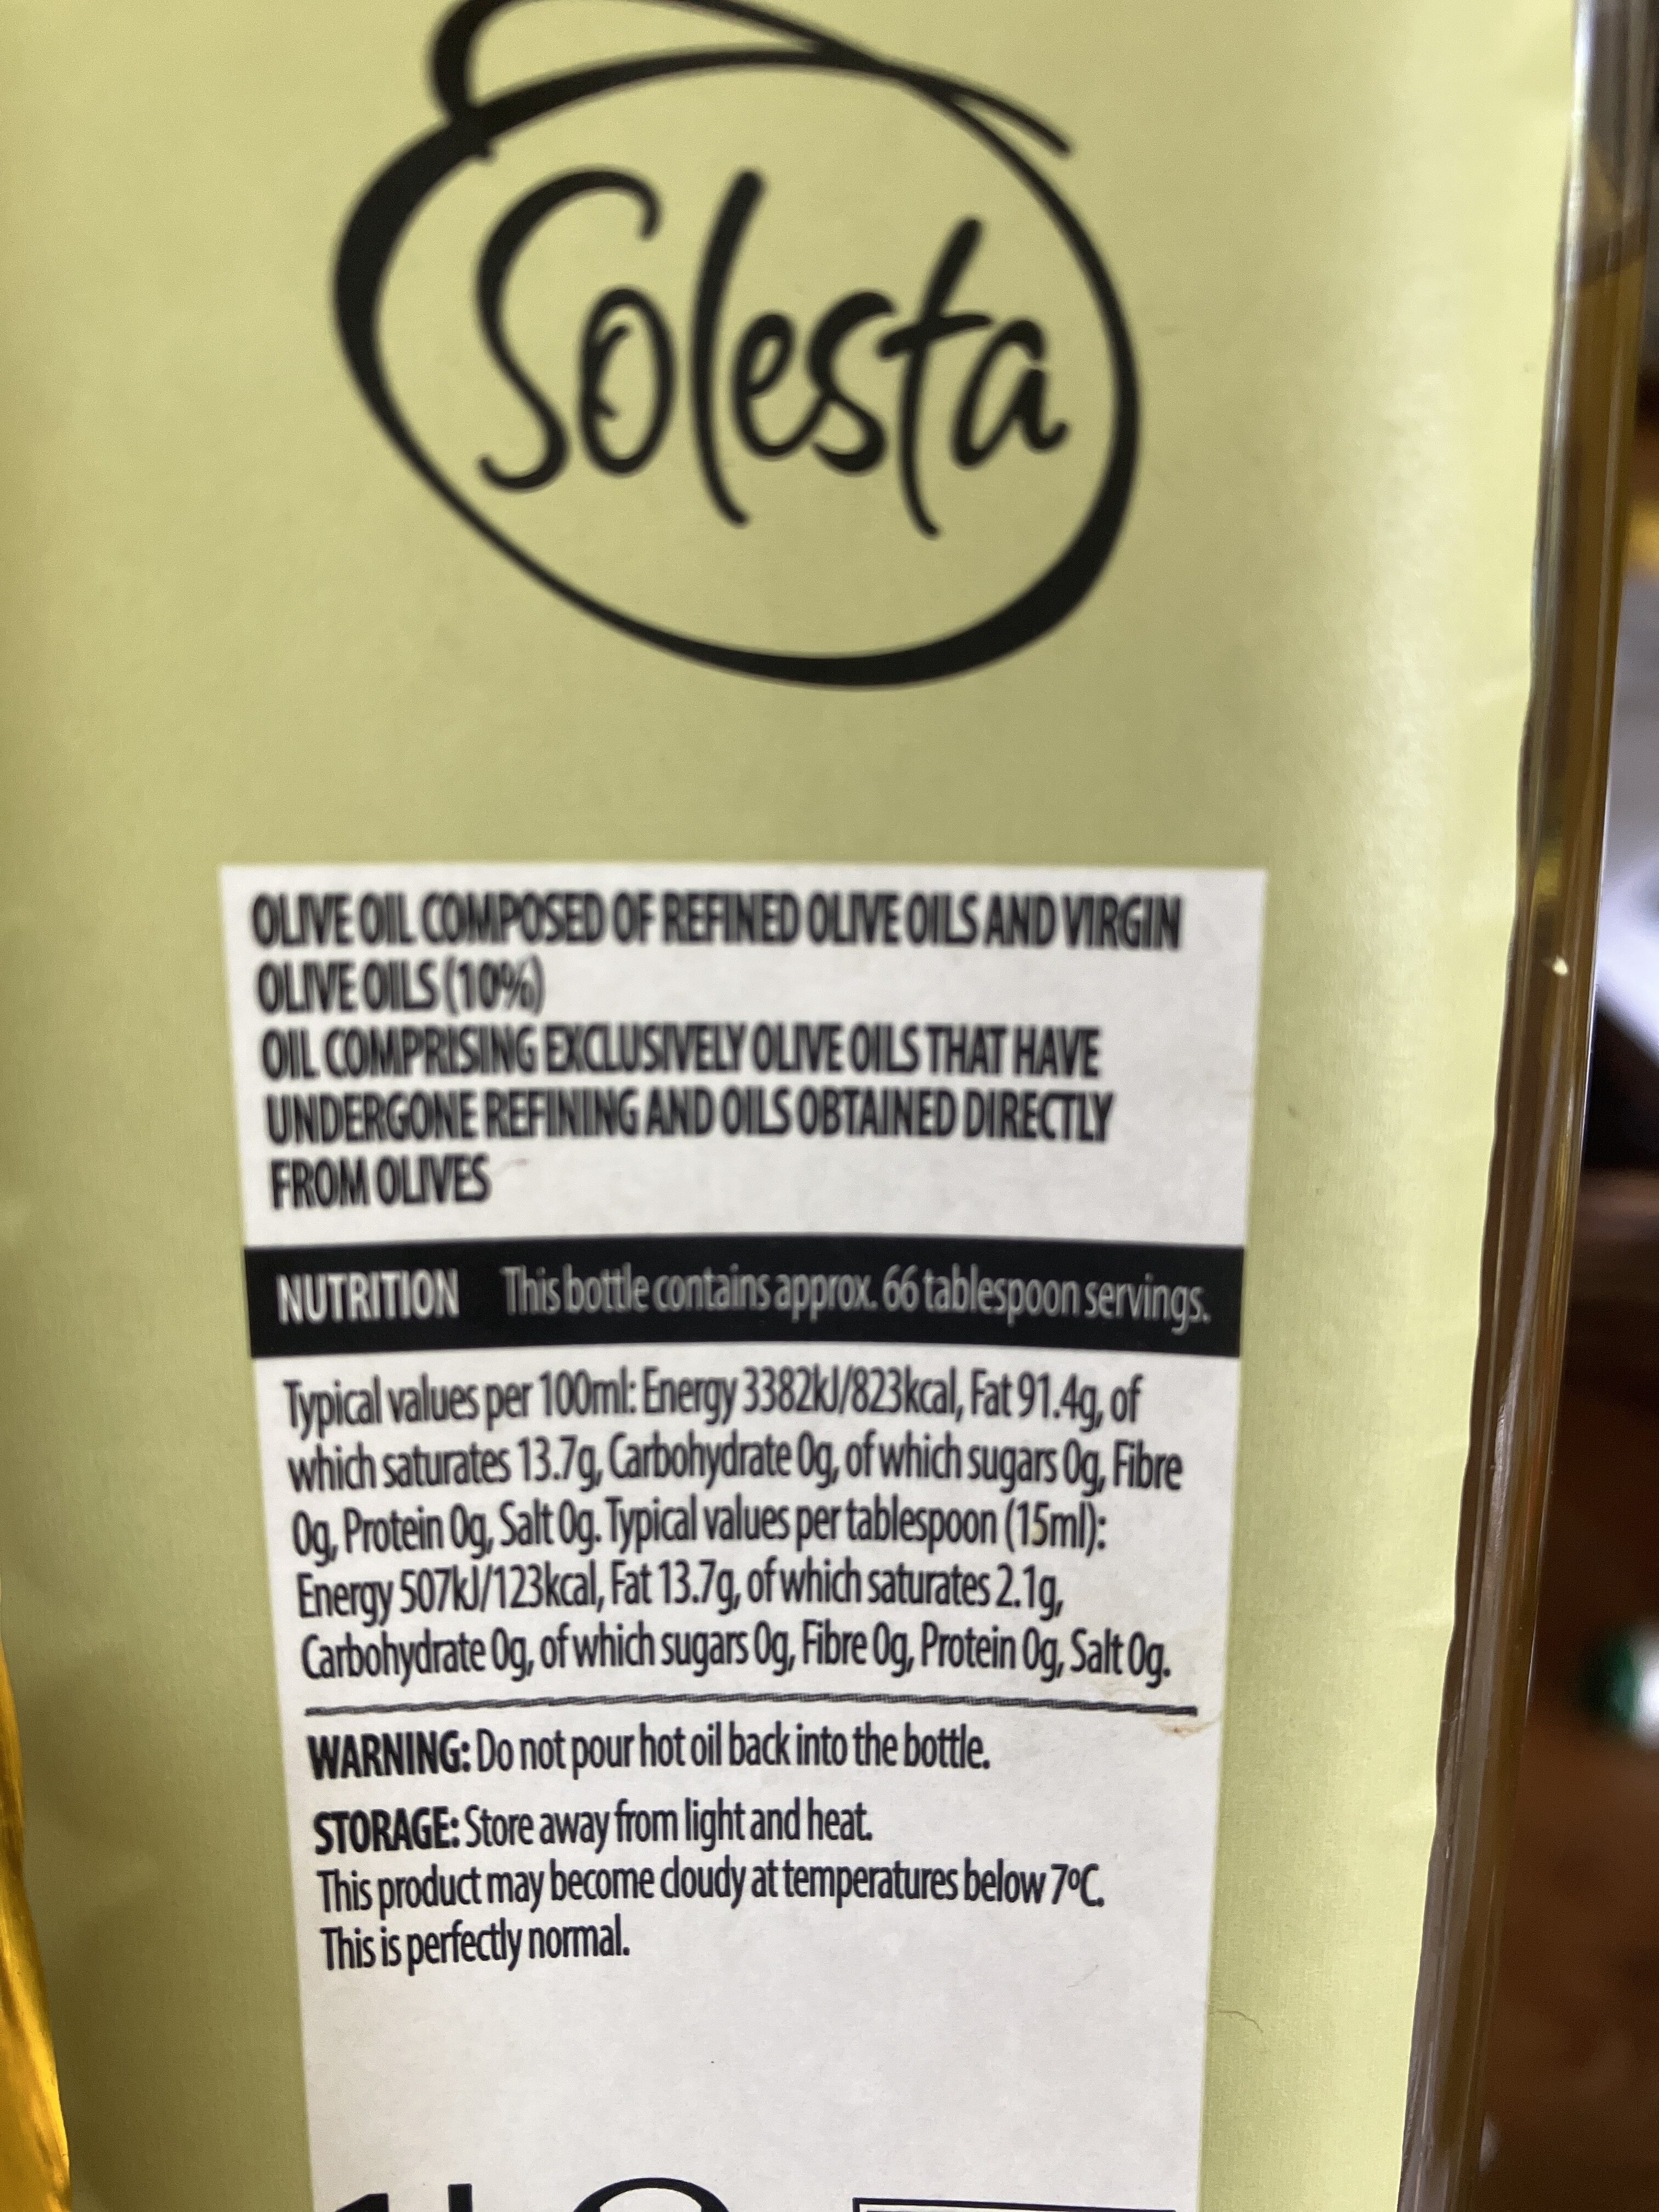 Solesta
OLIVE OIL COMPOSED OF REFINED OLIVE OILS AND VIRGIN
OLIVE OILS (10%)
OIL COMPRISING EXCLUSIVELY OLIVE OILS THAT HAVE
UNDERGONE REFINING AND OILS OBTAINED DIRECTLY
FROM OLIVES
NUTRITION This bottle contains approx. 66 tablespoon servings.
Typical values per 100ml: Energy 3382kJ/823kcal, Fat 91.4g, of
which saturates 13.7g, Carbohydrate 0g, of which sugars 0g, Fibre
0g, Protein 0g, Salt 0g. Typical values per tablespoon (15ml):
Energy 507kJ/123kcal, Fat 13.7g, of which saturates 2.1g,
Carbohydrate 0g, of which sugars 0g, Fibre 0g, Protein 0g, Salt 0g.
WARNING: Do not pour hot oil back into the bottle.
STORAGE: Store away from light and heat.
This product may become cloudy at temperatures below 7ºC.
This is perfectly normal.